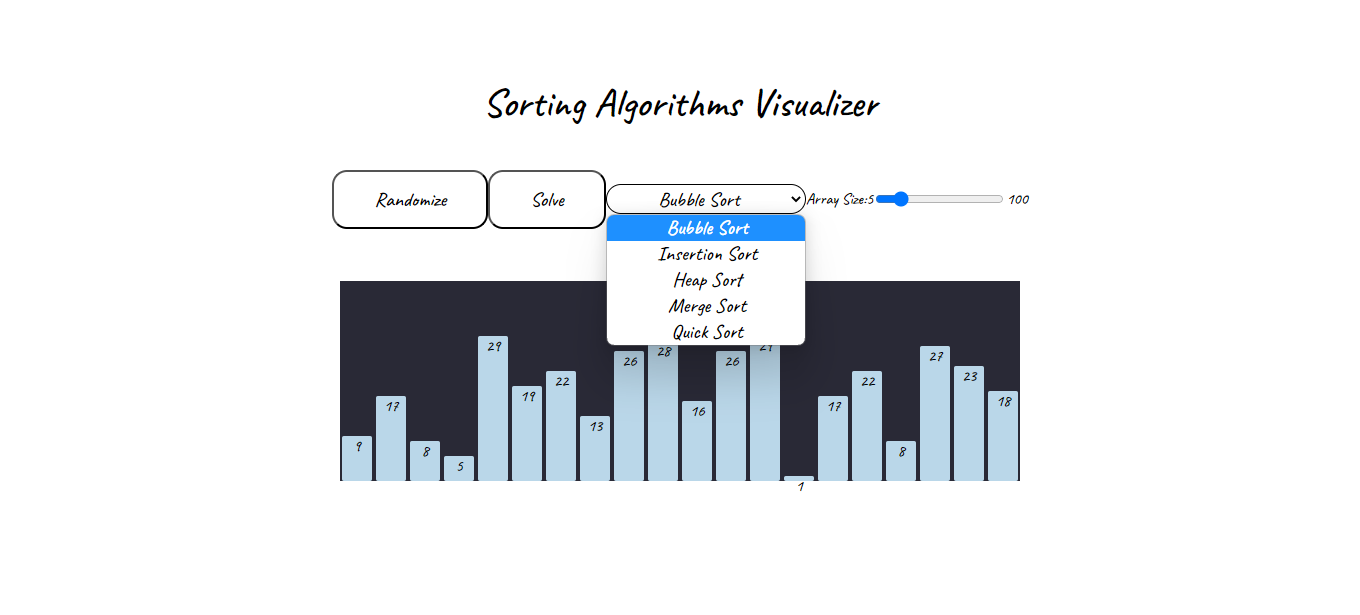 Sorting Algorithms Visualizer
Randomize Solve Bubble Sort Array Size:5 100
Bubble Sort
Insertion Sort
Heap Sort
Merge Sort
Quick Sort
9 17 8 5 29 19 22 13 26 28 16 26 1 17 22 8 27 23 18